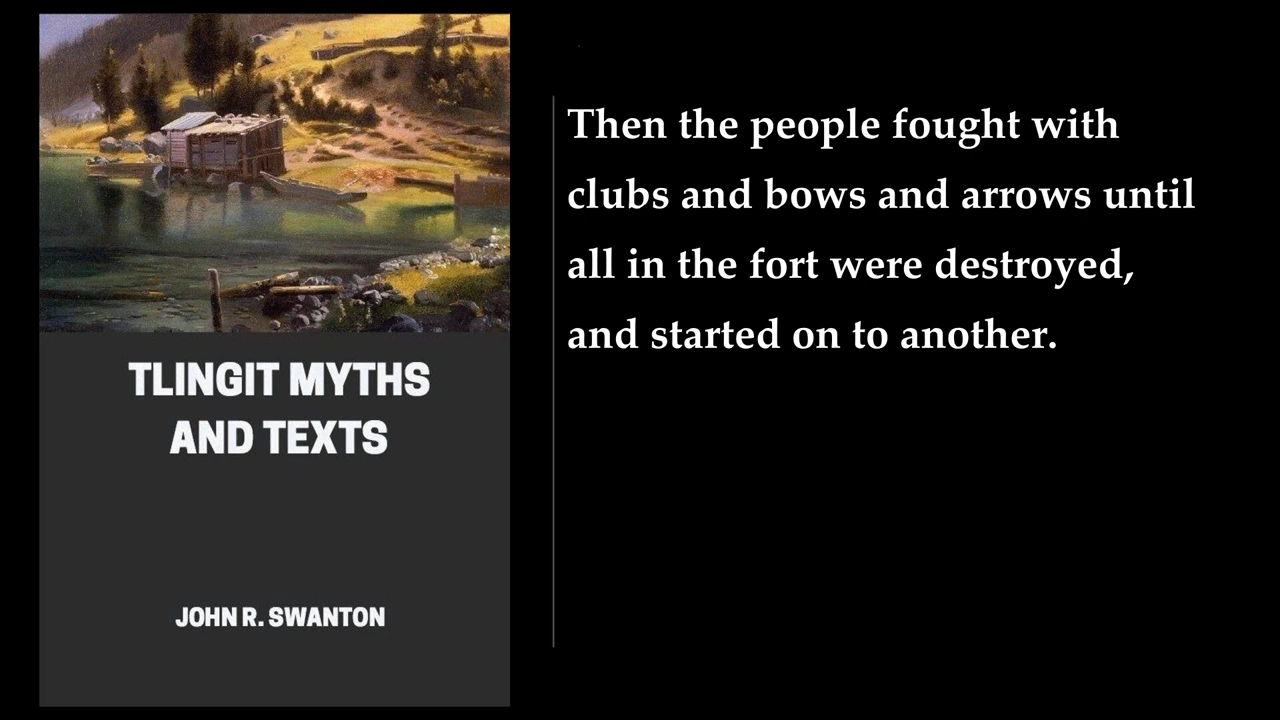 TLINGIT MYTHS
AND TEXTS
JOHN R. SWANTON
Then the people fought with
clubs and bows and arrows until
all in the fort were destroyed,
and started on to another.